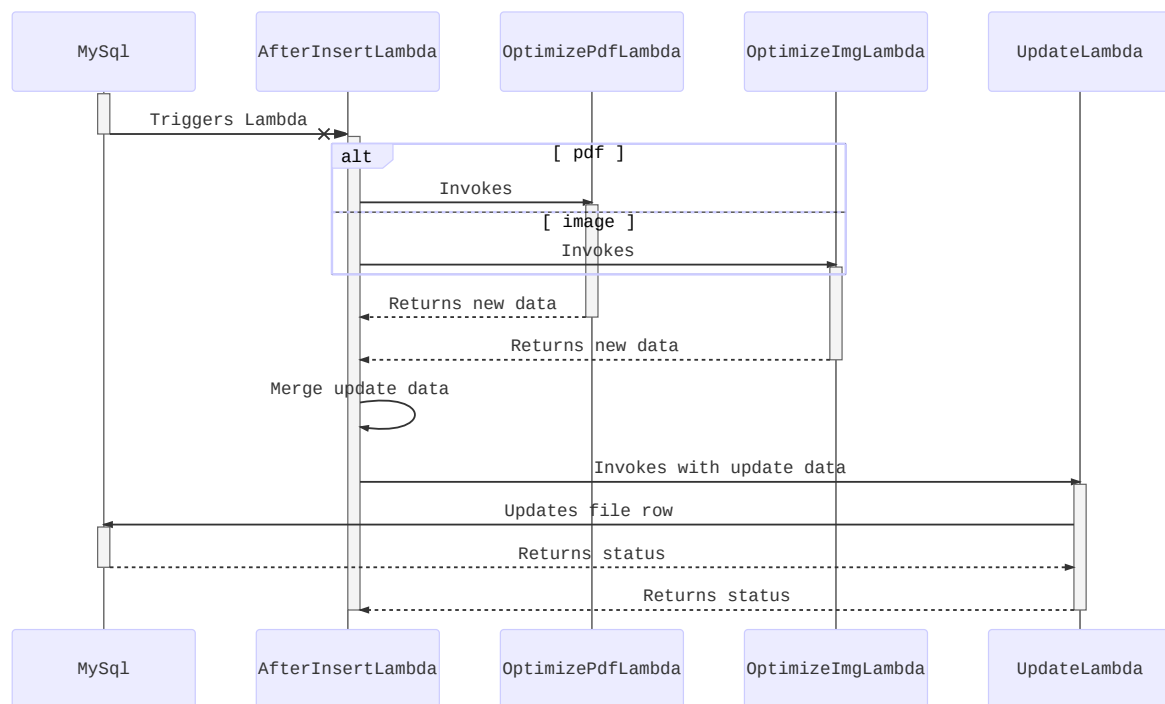 MySql
AfterInsertLambda
OptimizePdfLambda
OptimizeImgLambda
UpdateLambda
Triggers Lambda
alt
[ pdf ]
Invokes
[ image ]
Invokes
Returns new data
Returns new data
Merge update data
Invokes with update data
Updates file row
Returns status
Returns status
MySql
AfterInsertLambda
OptimizePdfLambda
OptimizeImgLambda
UpdateLambda